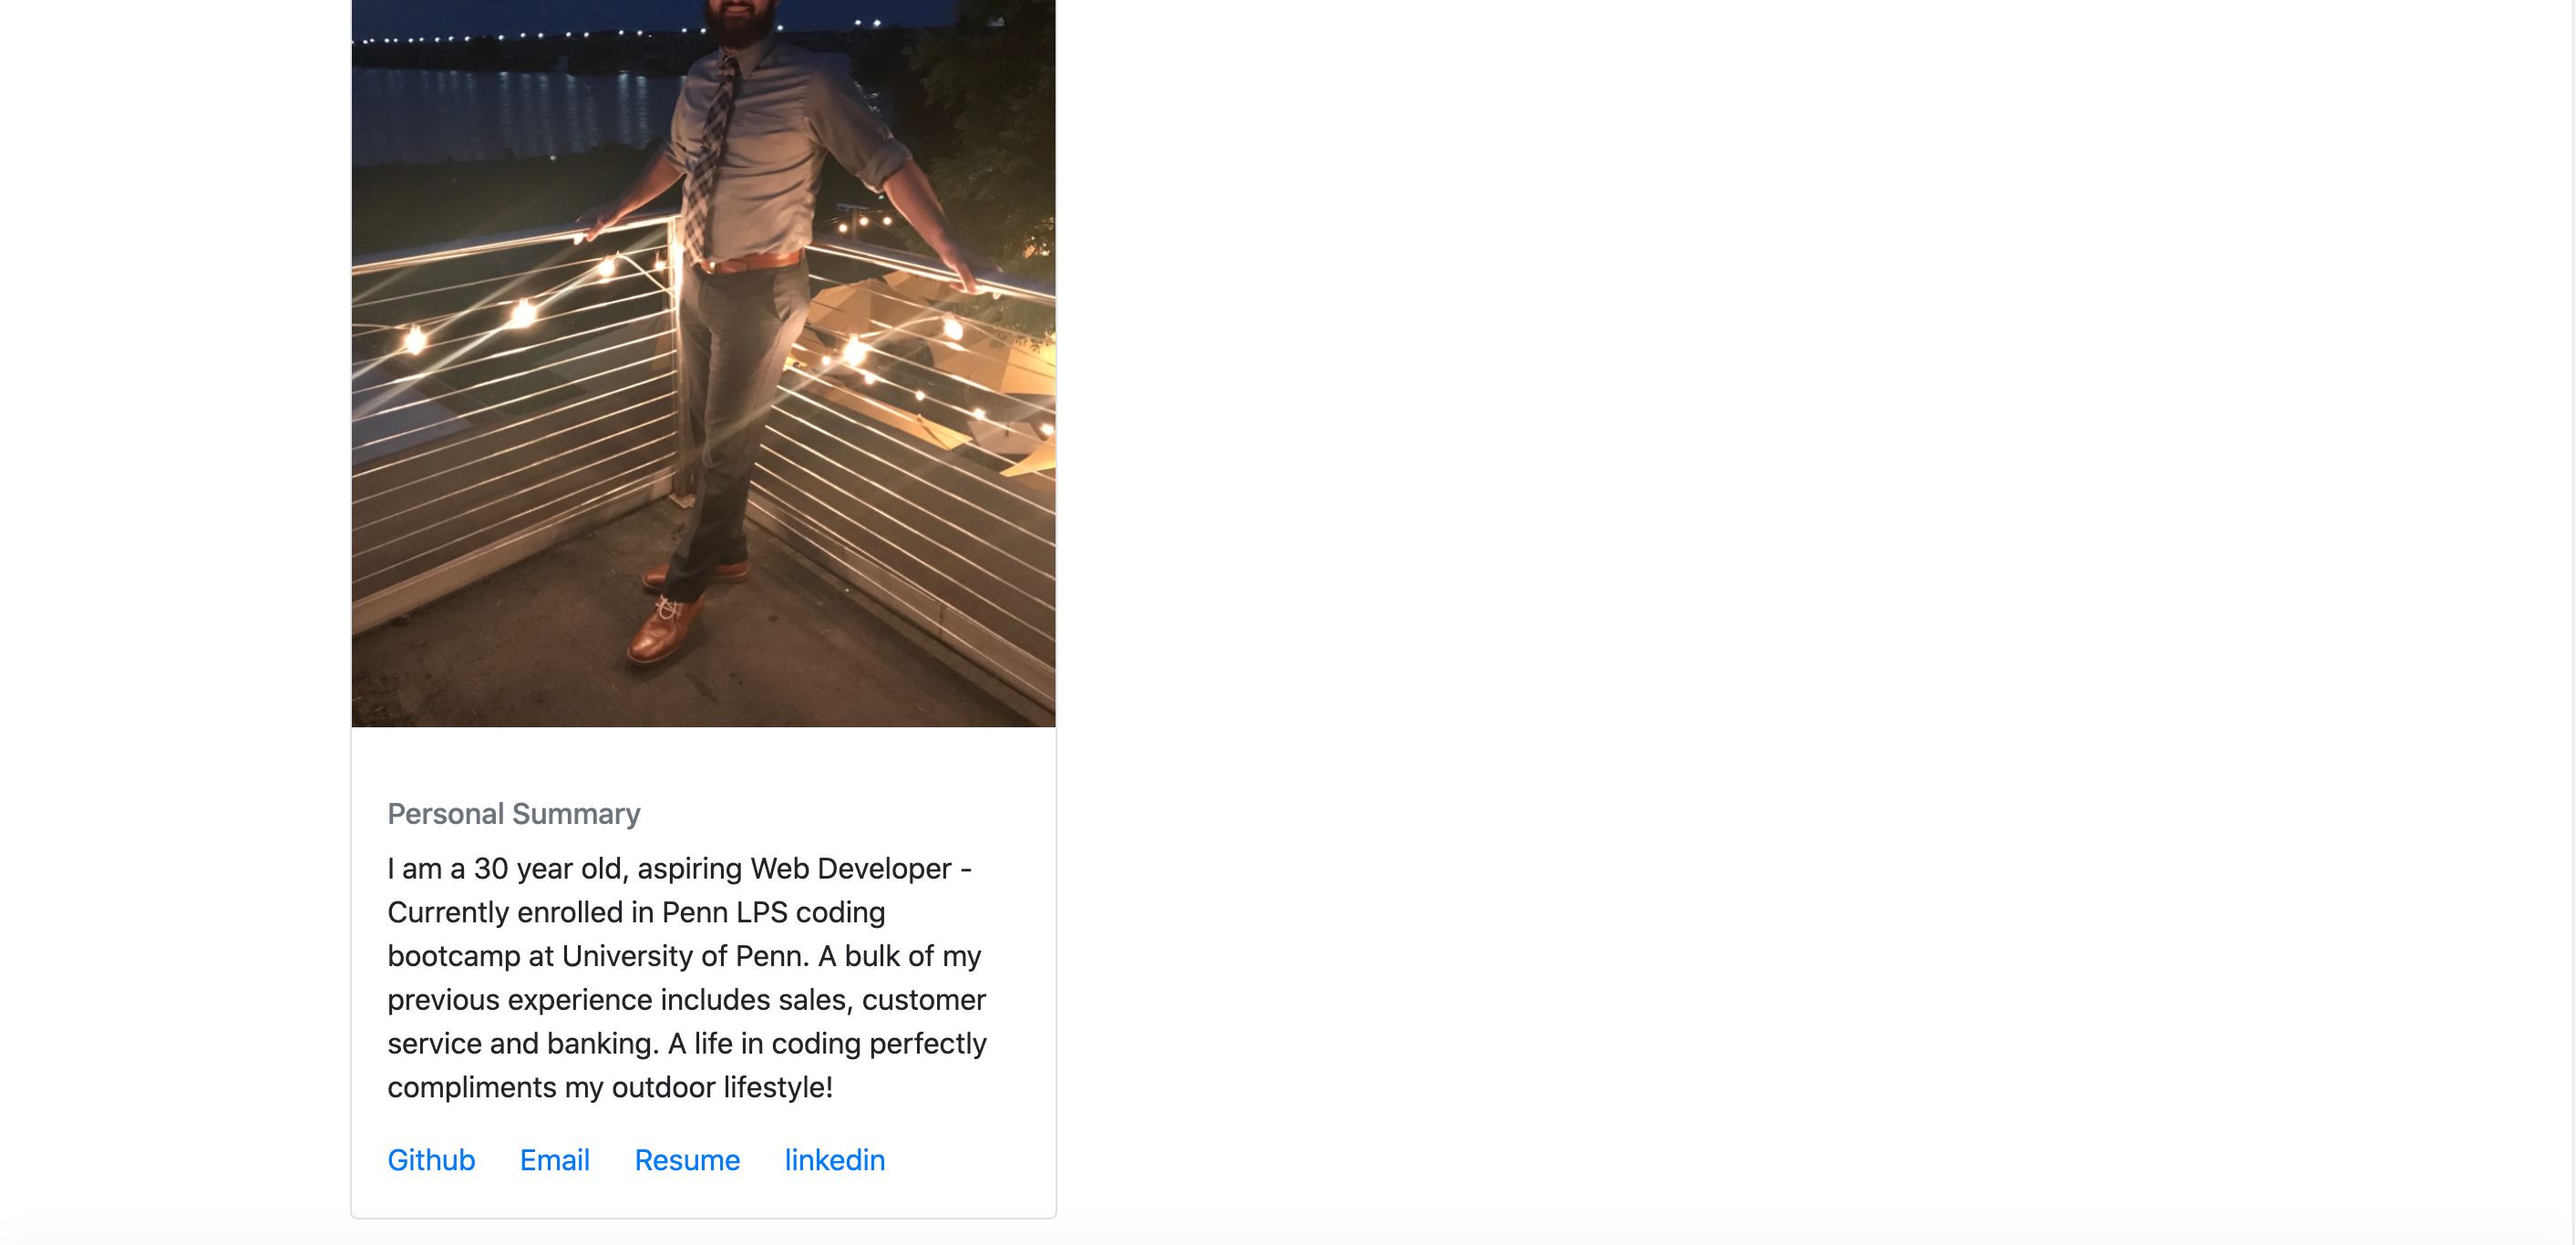 Personal Summary
I am a 30 year old, aspiring Web Developer -
Currently enrolled in Penn LPS coding
bootcamp at University of Penn. A bulk of my
previous experience includes sales, customer
service and banking. A life in coding perfectly
compliments my outdoor lifestyle!
Github Email Resume linkedin